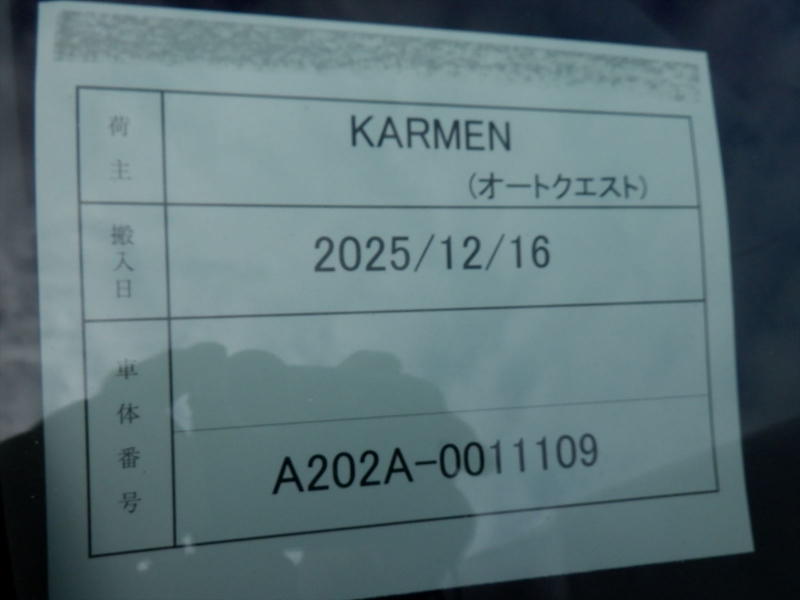 荷主
KARMEN
(オートクエスト)
搬入日
2025/12/16
車体番号
A202A-0011109